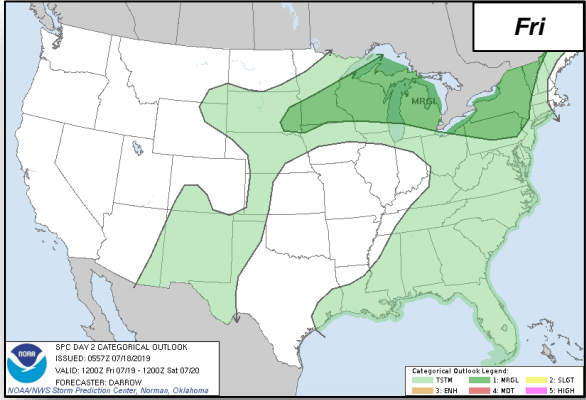 Fri
MRGL
NOAA
SPC DAY 2 CATEGORICAL OUTLOOK
ISSUED: 0557Z 07/18/2019
VALID: 1200Z Fri 07/19 - 1200Z Sat 07/20
FORECASTER: DARROW
NOAA/NWS Storm Prediction Center, Norman, Oklahoma
Categorical Outlook Legend:
TSTM 1: MRGL 2: SLGT
3: ENH 4: MDT 5: HIGH